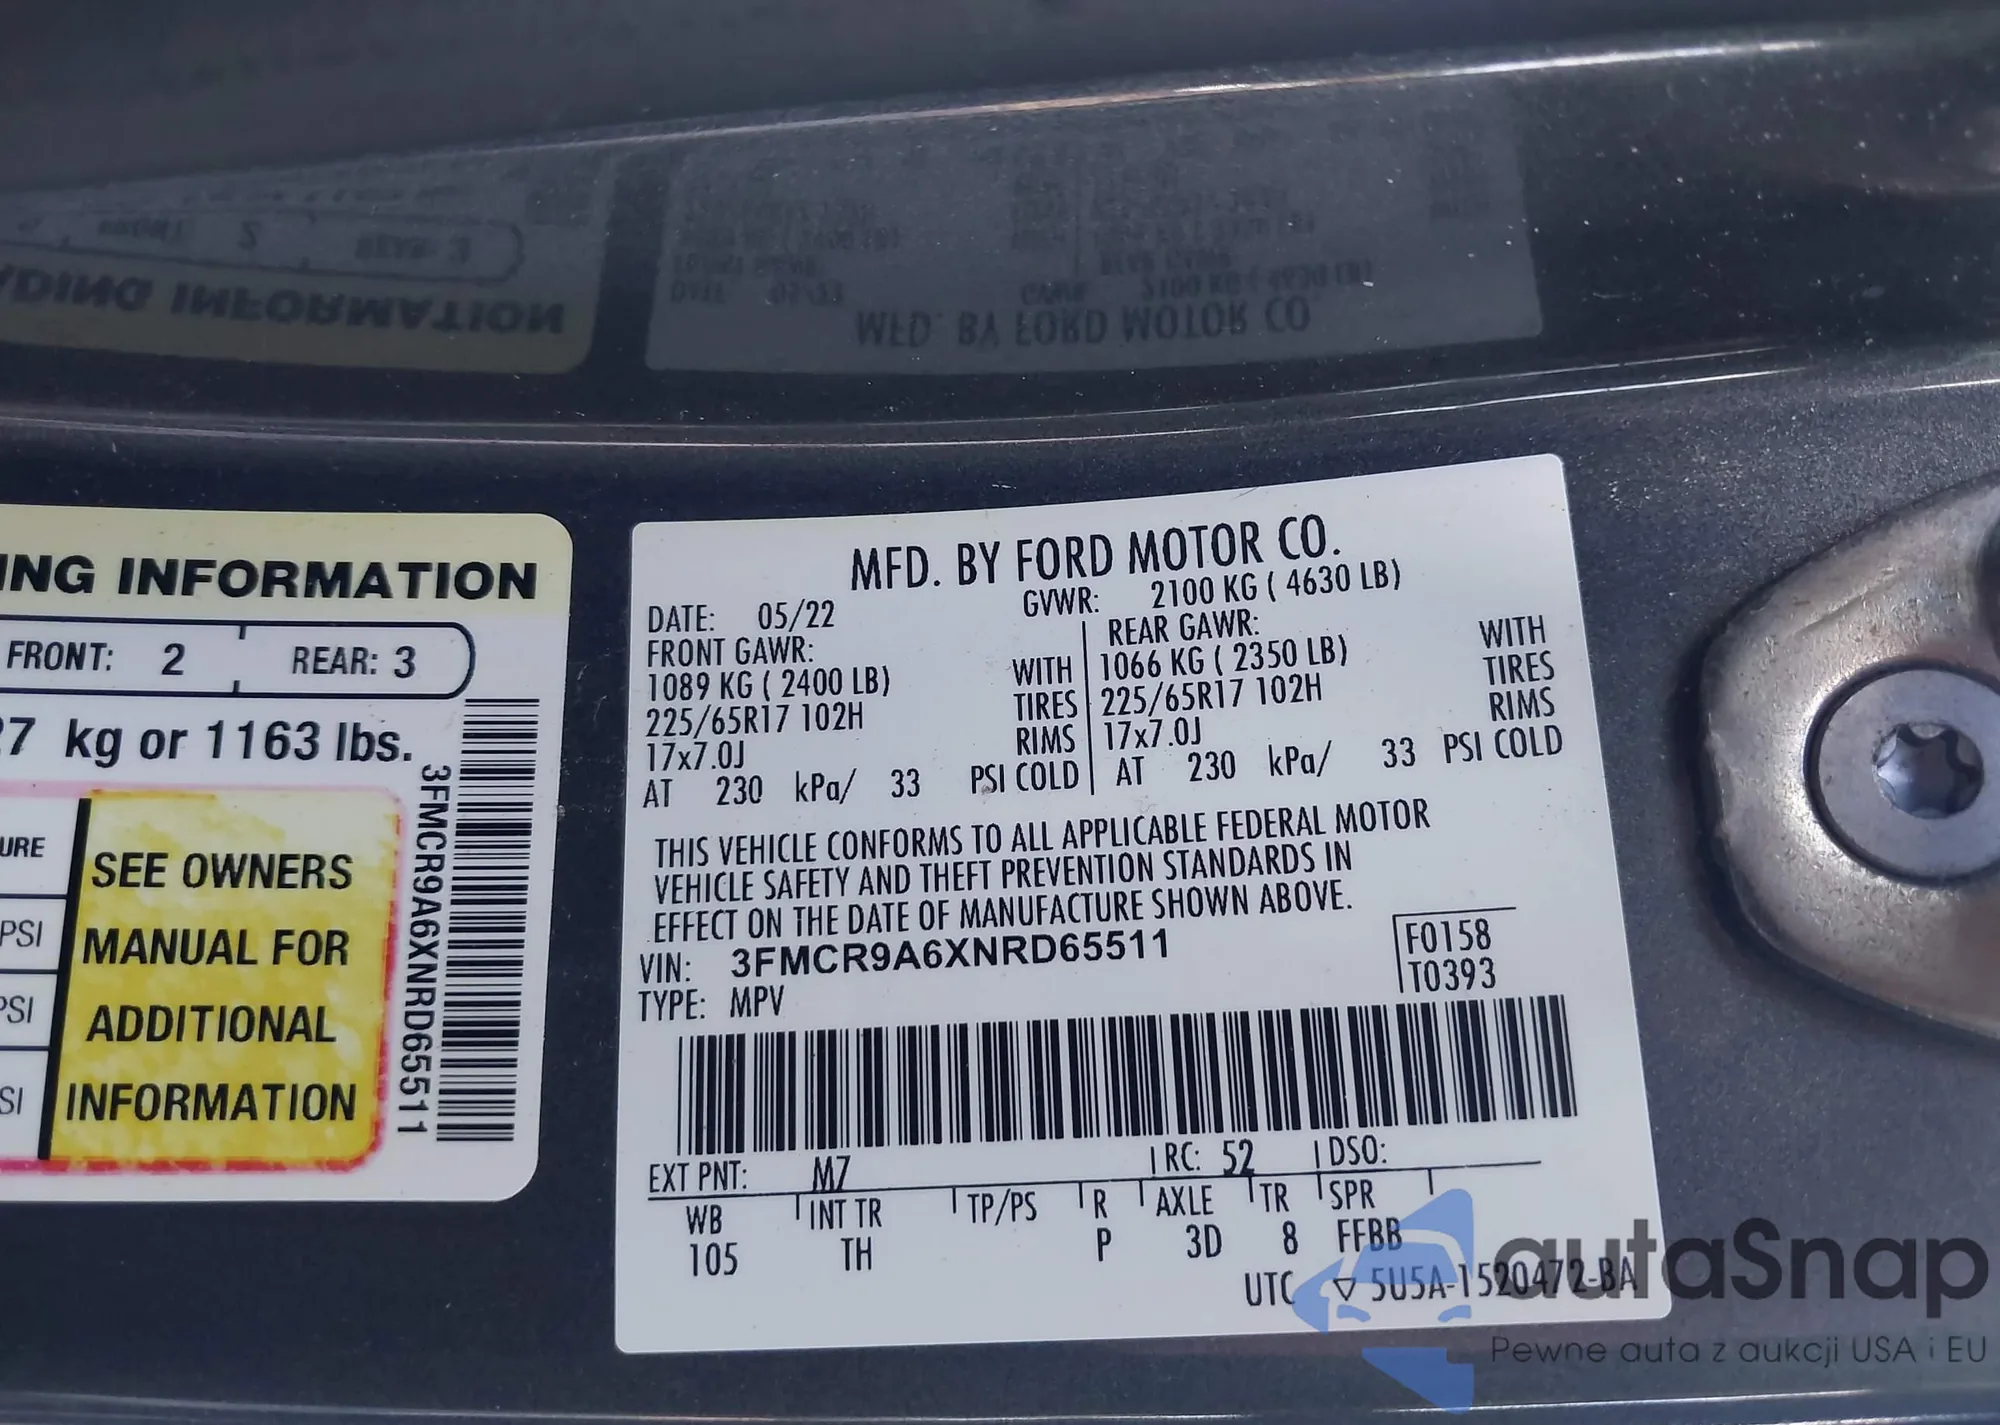 ING INFORMATION
FRONT: 2 REAR: 3
27 kg or 1163 lbs.
URE
PSI
PSI
SI
SEE OWNERS
MANUAL FOR
ADDITIONAL
INFORMATION
3FMCR9A6XNRD65511
MFD. BY FORD MOTOR CO.
DATE: 05/22 GVWR: 2100 KG ( 4630 LB)
FRONT GAWR: REAR GAWR:
1089 KG ( 2400 LB) WITH 1066 KG ( 2350 LB) WITH
225/65R17 102H TIRES 225/65R17 102H TIRES
17x7.0J RIMS 17x7.0J RIMS
AT 230 kPa/ 33 PSI COLD AT 230 kPa/ 33 PSI COLD
THIS VEHICLE CONFORMS TO ALL APPLICABLE FEDERAL MOTOR
VEHICLE SAFETY AND THEFT PREVENTION STANDARDS IN
EFFECT ON THE DATE OF MANUFACTURE SHOWN ABOVE.
VIN: 3FMCR9A6XNRD65511 F0158
TYPE: MPV T0393
EXT PNT: M7 RC: 52 DSO:
WB INT TR TP/PS R AXLE TR SPR
105 TH P 3D 8 FFBB
UTC ▽ 5U5A-1520472-BA
autaSnap
Pewne auta z aukcji USA i EU